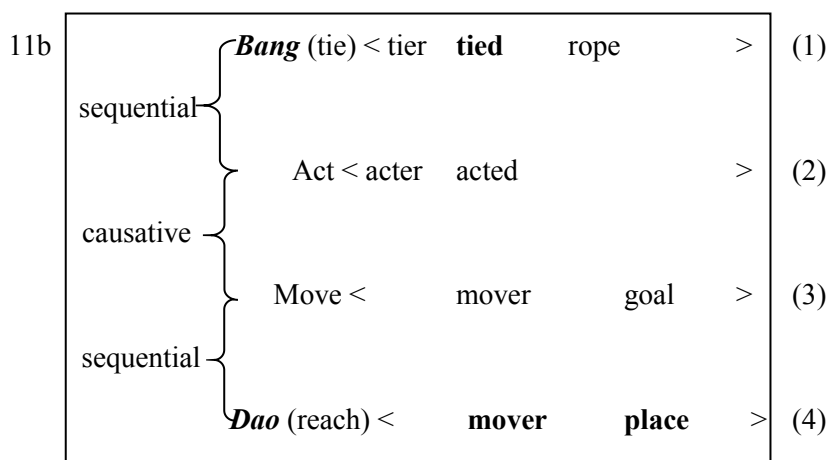 11b Bang (tie) < tier tied rope > (1)
sequential
Act < acter acted > (2)
causative
Move < mover goal > (3)
sequential
Dao (reach) < mover place > (4)